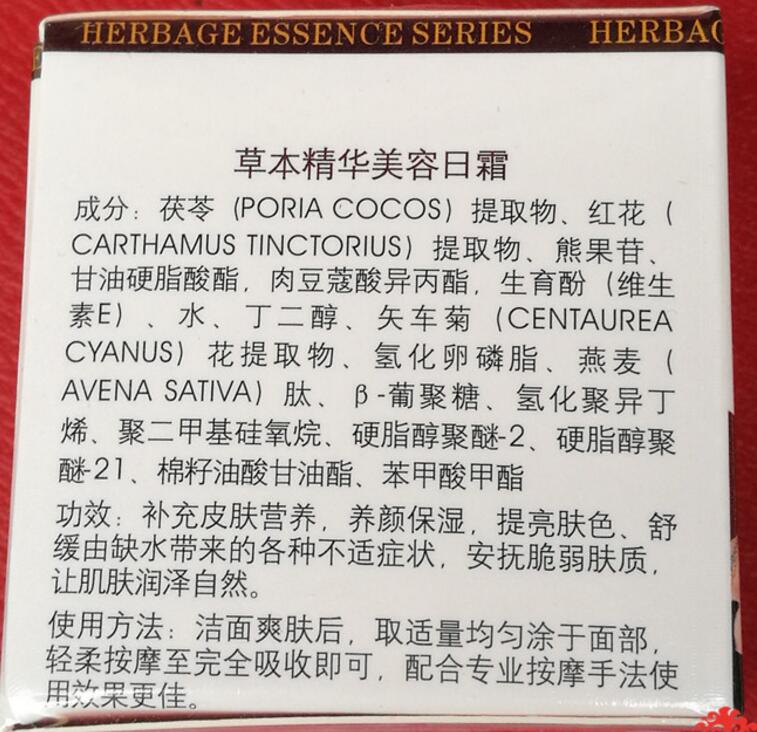 HERBAGE ESSENCE SERIES HERBAG
草本精华美容日霜
成分：茯苓（PORIA COCOS）提取物、红花（
CARTHAMUS TINCTORIUS）提取物、熊果苷、
甘油硬脂酸酯，肉豆蔻酸异丙酯，生育酚（维生
素E）、水、丁二醇、矢车菊（CENTAUREA
CYANUS）花提取物、氢化卵磷脂、燕麦（
AVENA SATIVA）肽、β-葡聚糖、氢化聚异丁
烯、聚二甲基硅氧烷、硬脂醇聚醚-2、硬脂醇聚
醚-21、棉籽油酸甘油酯、苯甲酸甲酯
功效：补充皮肤营养，养颜保湿，提亮肤色、舒
缓由缺水带来的各种不适症状，安抚脆弱肤质，
让肌肤润泽自然。
使用方法：洁面爽肤后，取适量均匀涂于面部，
轻柔按摩至完全吸收即可，配合专业按摩手法使
用效果更佳。